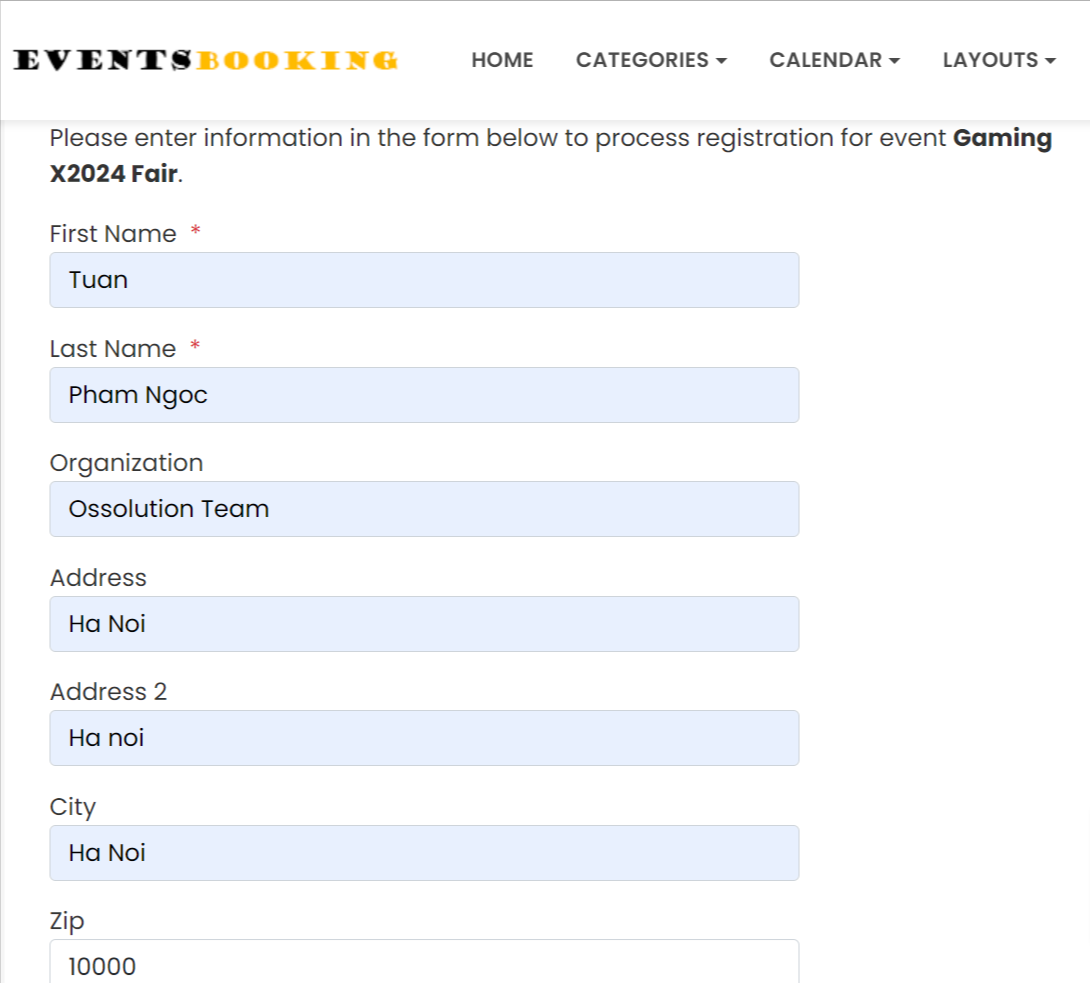 EVENTSBOOKING HOME CATEGORIES CALENDAR LAYOUTS
Please enter information in the form below to process registration for event Gaming
X2024 Fair.
First Name *
Tuan
Last Name *
Pham Ngoc
Organization
Ossolution Team
Address
Ha Noi
Address 2
Ha noi
City
Ha Noi
Zip
10000